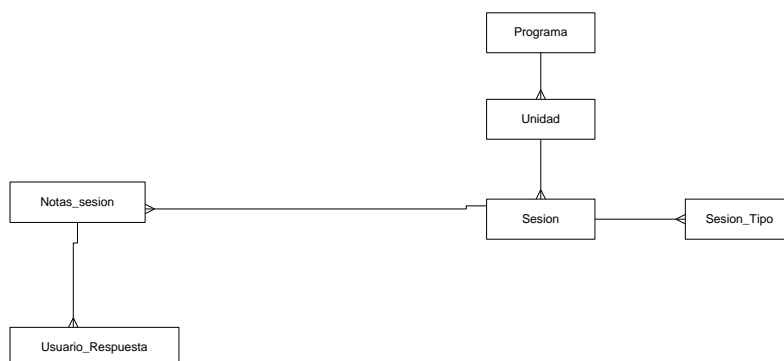 Programa
Unidad
Notas_sesion
Sesion
Sesion_Tipo
Usuario_Respuesta